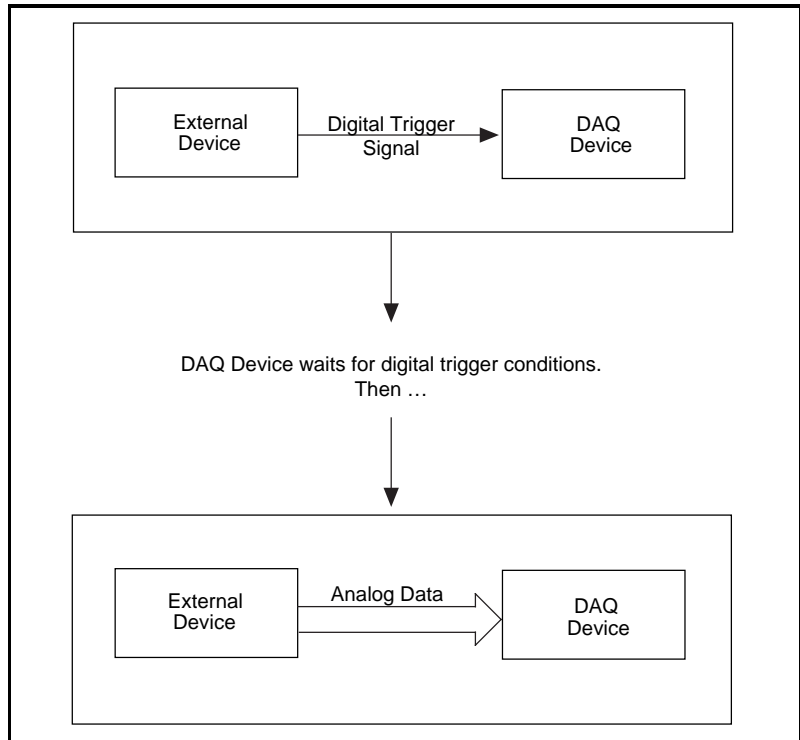 External
Device
Digital Trigger
Signal
DAQ
Device
DAQ Device waits for digital trigger conditions.
Then …
External
Device
Analog Data
DAQ
Device